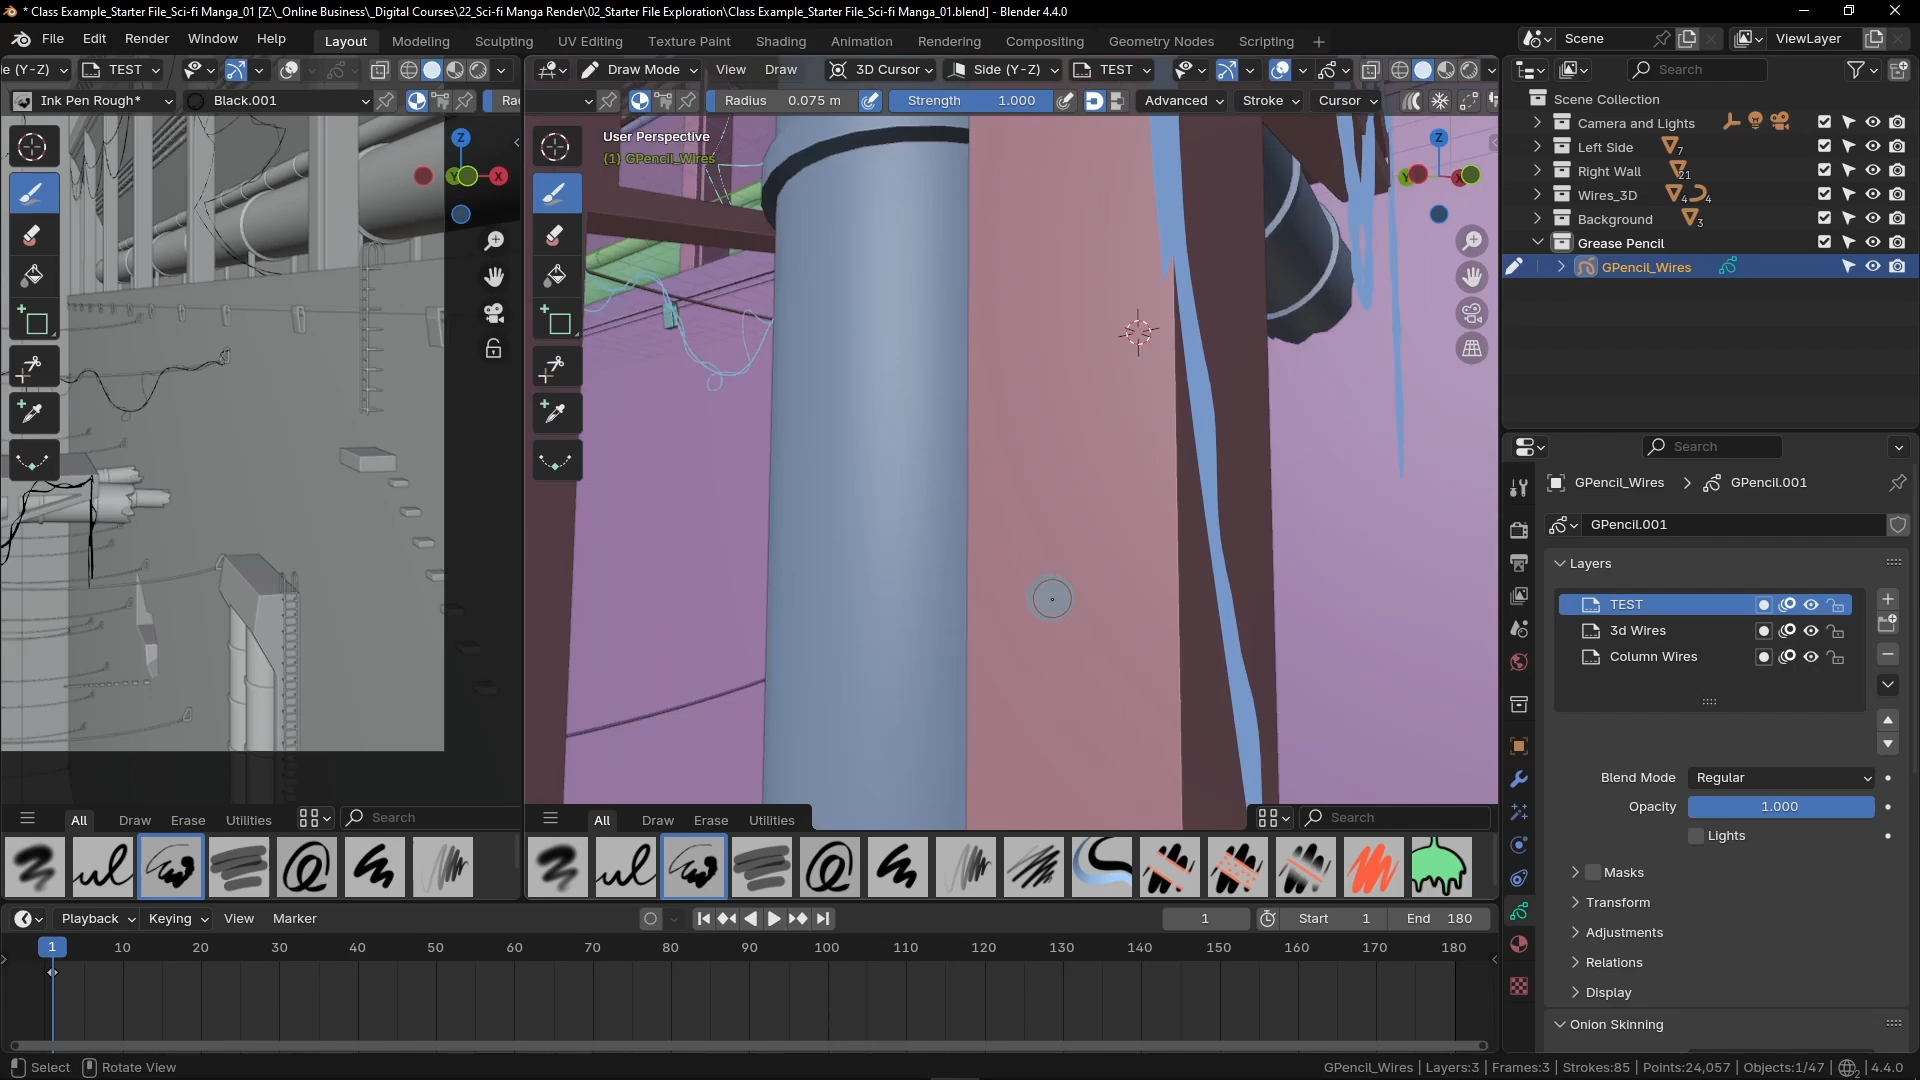 * Class Example_Starter File_Sci-fi Manga_01 [Z:\_Online Business\_Digital Courses\22_Sci-fi Manga Render\02_Starter File Exploration\Class Example_Starter File_Sci-fi Manga_01.blend] - Blender 4.4.0
File Edit Render Window Help Layout Modeling Sculpting UV Editing Texture Paint Shading Animation Rendering Compositing Geometry Nodes Scripting + Scene ViewLayer
e (Y-Z) TEST Draw Mode View Draw 3D Cursor Side (Y-Z) TEST Search
Ink Pen Rough* Black.001 Ra Radius 0.075 m Strength 1.000 Advanced Stroke Cursor
Scene Collection
Camera and Lights
Left Side 7
Right Wall 21
Wires_3D 4 4
Background 3
Grease Pencil
GPencil_Wires
User Perspective
(1) GPencil_Wires
Z
Y
X
Z
Y
X
Search
GPencil_Wires > GPencil.001
GPencil.001
Layers
TEST
3d Wires
Column Wires
Blend Mode Regular
Opacity 1.000
Lights
Masks
Transform
Adjustments
Relations
Display
Onion Skinning
All Draw Erase Utilities Search
All Draw Erase Utilities Search
Playback Keying View Marker 1 Start 1 End 180
1 10 20 30 40 50 60 70 80 90 100 110 120 130 140 150 160 170 180
Select Rotate View GPencil_Wires | Layers:3 | Frames:3 | Strokes:85 | Points:24,057 | Objects:1/47 | 2 | 4.4.0